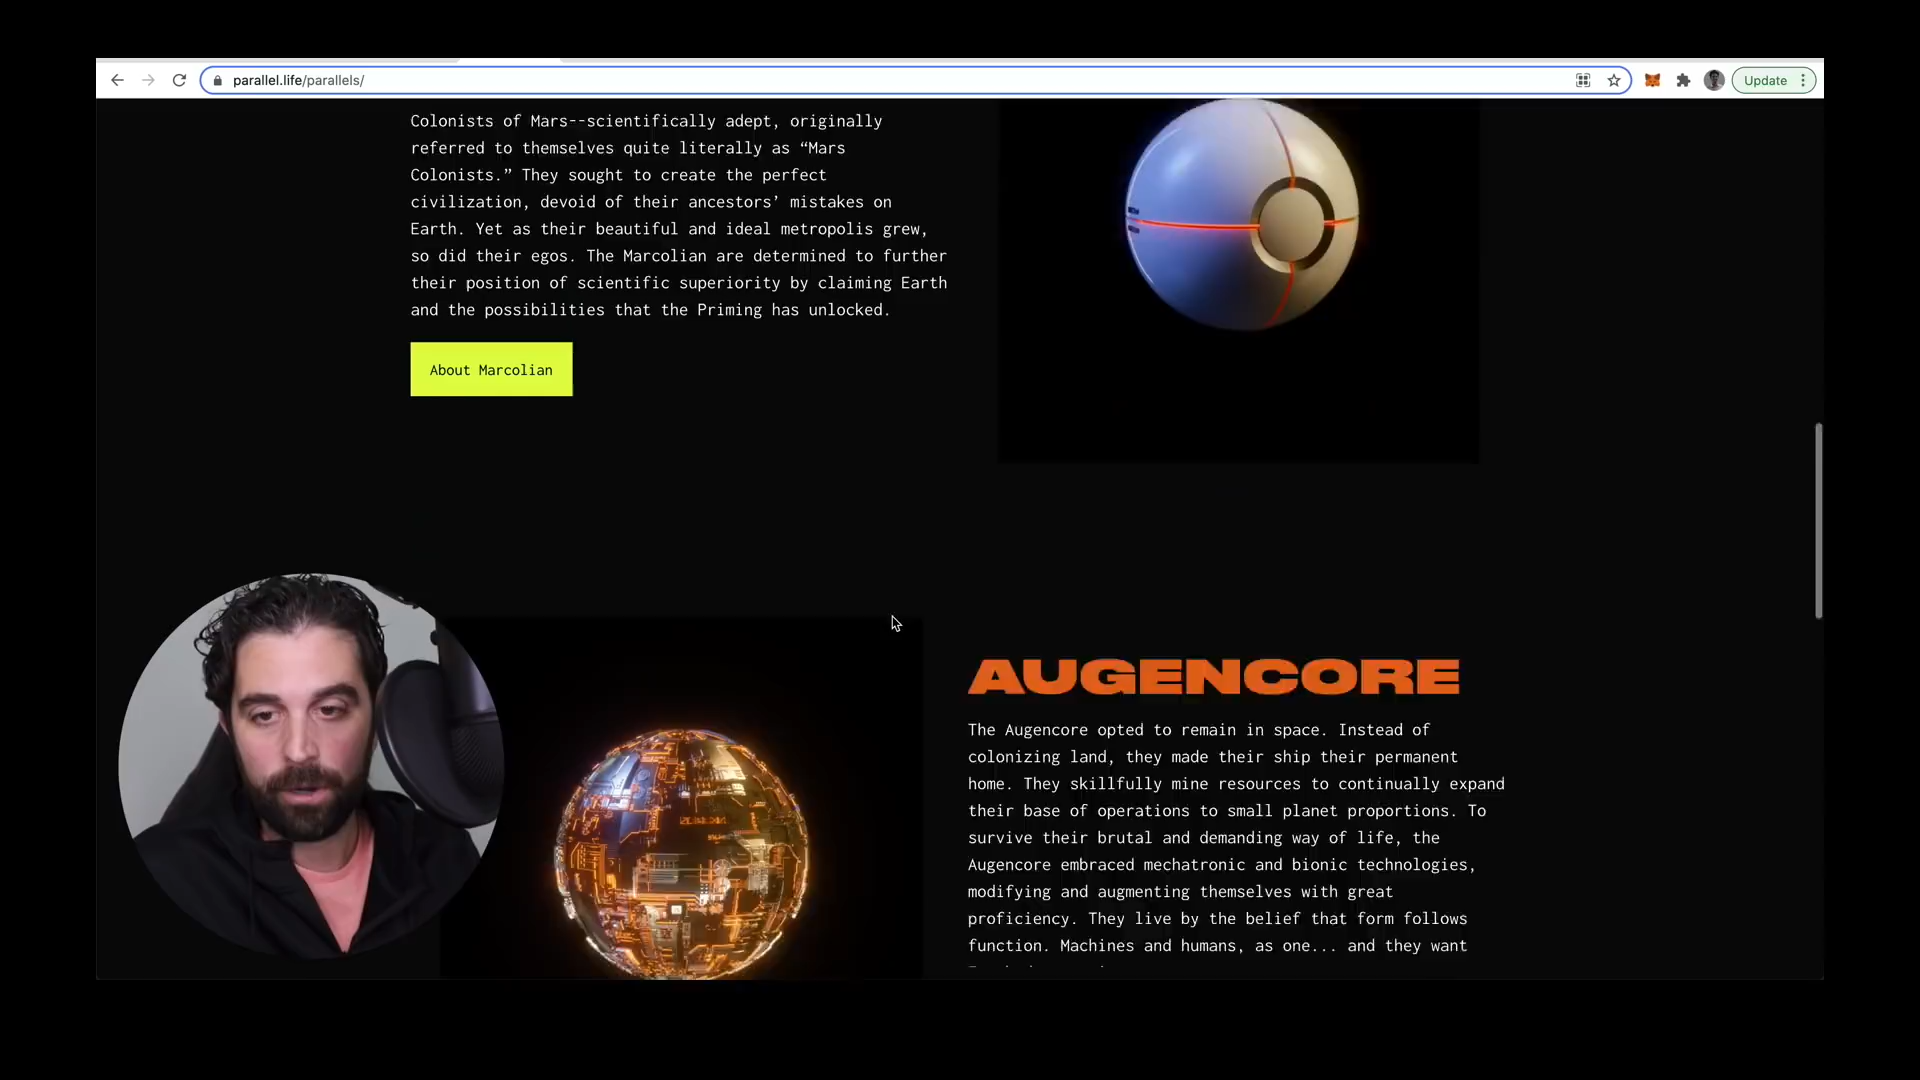 parallel.life/parallels/
Update
Colonists of Mars--scientifically adept, originally
referred to themselves quite literally as “Mars
Colonists.” They sought to create the perfect
civilization, devoid of their ancestors’ mistakes on
Earth. Yet as their beautiful and ideal metropolis grew,
so did their egos. The Marcolian are determined to further
their position of scientific superiority by claiming Earth
and the possibilities that the Priming has unlocked.
About Marcolian
AUGENCORE
The Augencore opted to remain in space. Instead of
colonizing land, they made their ship their permanent
home. They skillfully mine resources to continually expand
their base of operations to small planet proportions. To
survive their brutal and demanding way of life, the
Augencore embraced mechatronic and bionic technologies,
modifying and augmenting themselves with great
proficiency. They live by the belief that form follows
function. Machines and humans, as one... and they want